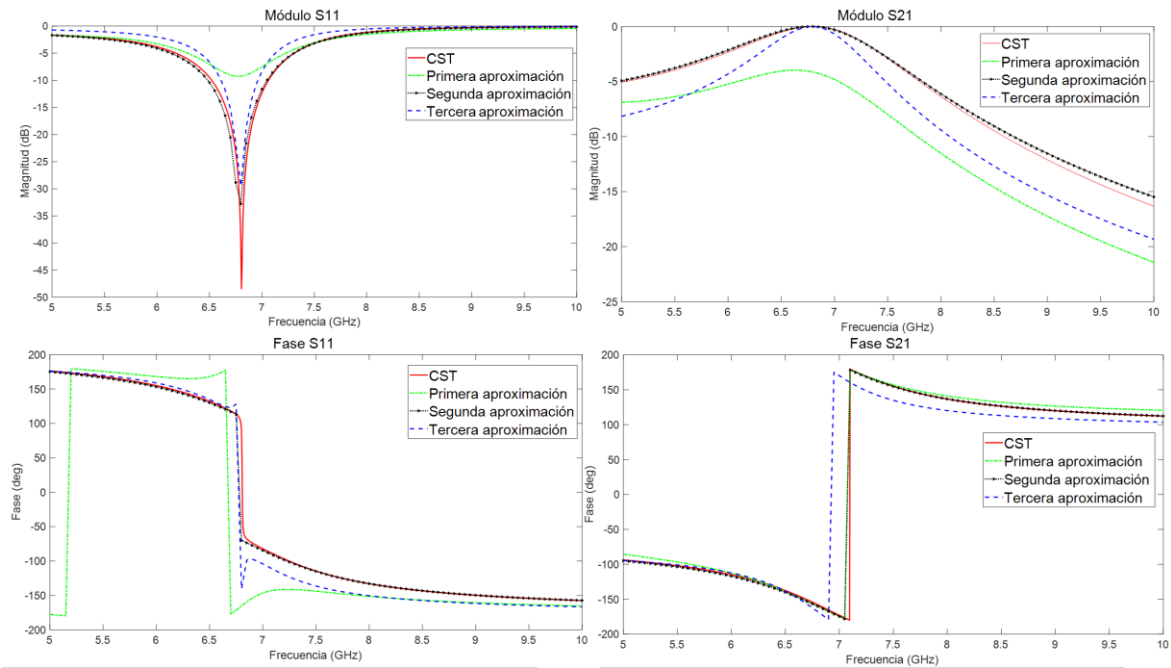 Módulo S11
0
-5
-10
-15
-20
-25
-30
-35
-40
-45
-50
Magnitud (dB)
CST
Primera aproximación
Segunda aproximación
Tercera aproximación
5 5.5 6 6.5 7 7.5 8 8.5 9 9.5 10
Frecuencia (GHz)
Módulo S21
0
-5
-10
-15
-20
-25
Magnitud (dB)
CST
Primera aproximación
Segunda aproximación
Tercera aproximación
5 5.5 6 6.5 7 7.5 8 8.5 9 9.5 10
Frecuencia (GHz)
Fase S11
200
150
100
50
0
-50
-100
-150
-200
Fase (deg)
CST
Primera aproximación
Segunda aproximación
Tercera aproximación
5 5.5 6 6.5 7 7.5 8 8.5 9 9.5 10
Frecuencia (GHz)
Fase S21
200
150
100
50
0
-50
-100
-150
-200
Fase (deg)
CST
Primera aproximación
Segunda aproximación
Tercera aproximación
5 5.5 6 6.5 7 7.5 8 8.5 9 9.5 10
Frecuencia (GHz)